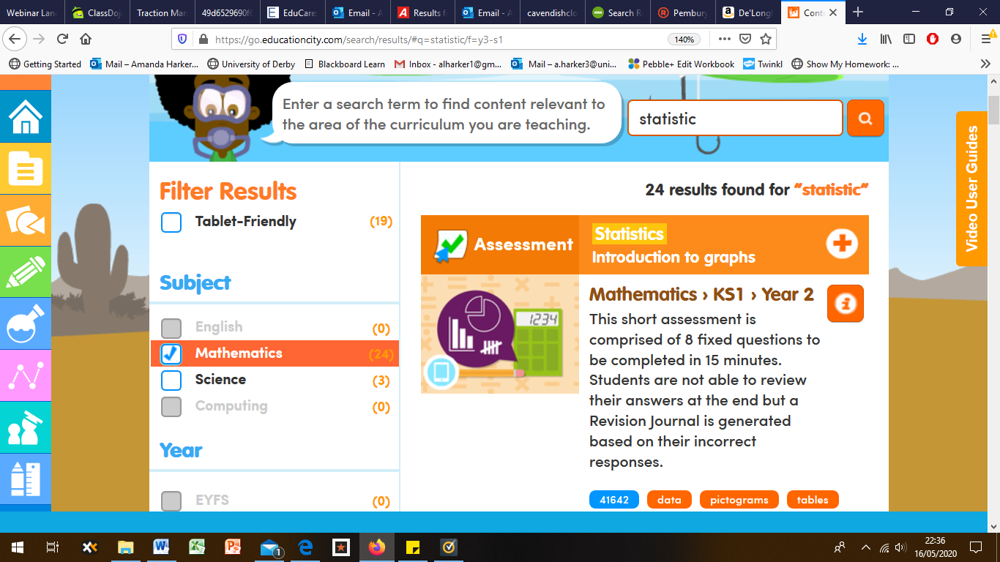 Webinar Lan
ClassDoj
Traction Man
49d6529690f
EduCare
Email - A
Results f
Email - A
cavendishclo
Search R
Pembury
De'Longl
Cont
https://go.educationcity.com/search/results/#q=statistic/f=y3-s1
140%
Getting Started
Mail – Amanda Harker...
University of Derby
Blackboard Learn
Inbox - alharker1@gm...
Mail – a.harker3@uni...
Pebble+ Edit Workbook
Twinkl
Show My Homework: ...
Enter a search term to find content relevant to
the area of the curriculum you are teaching.
statistic
Video User Guides
Filter Results
Tablet-Friendly (19)
Subject
English (0)
Mathematics (24)
Science (3)
Computing (0)
Year
EYFS (0)
24 results found for "statistic"
Assessment
Statistics
Introduction to graphs
1234
Mathematics › KS1 › Year 2
This short assessment is
comprised of 8 fixed questions to
be completed in 15 minutes.
Students are not able to review
their answers at the end but a
Revision Journal is generated
based on their incorrect
responses.
41642 data pictograms tables
1
22:36
16/05/2020